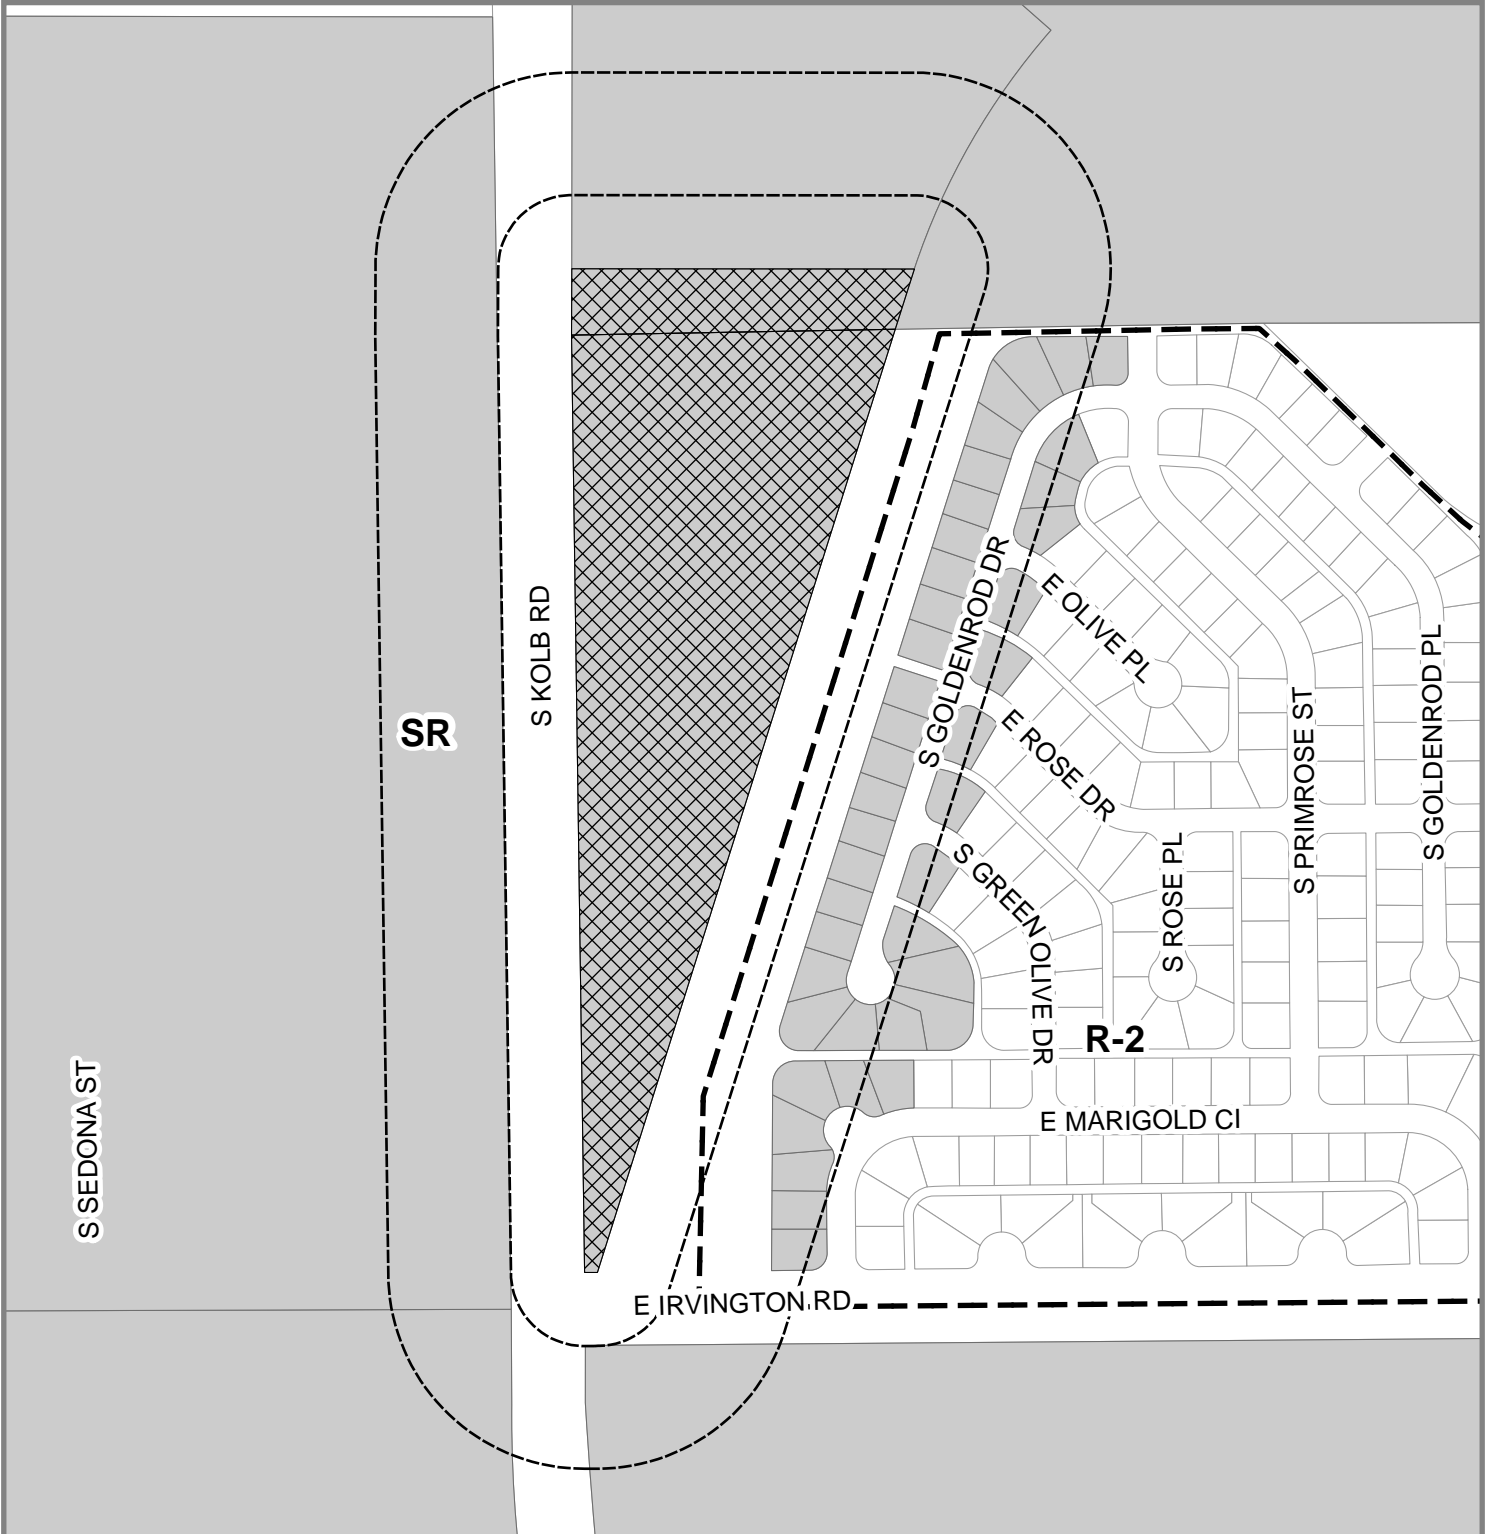 S GOLDENROD DR
E OLIVE PL
S KOLB RD
SR
E ROSE DR
S PRIMROSE ST
S GOLDENROD PL
S GREEN OLIVE DR
S ROSE PL
R-2
S SEDONA ST
E MARIGOLD CI
E IRVINGTON RD